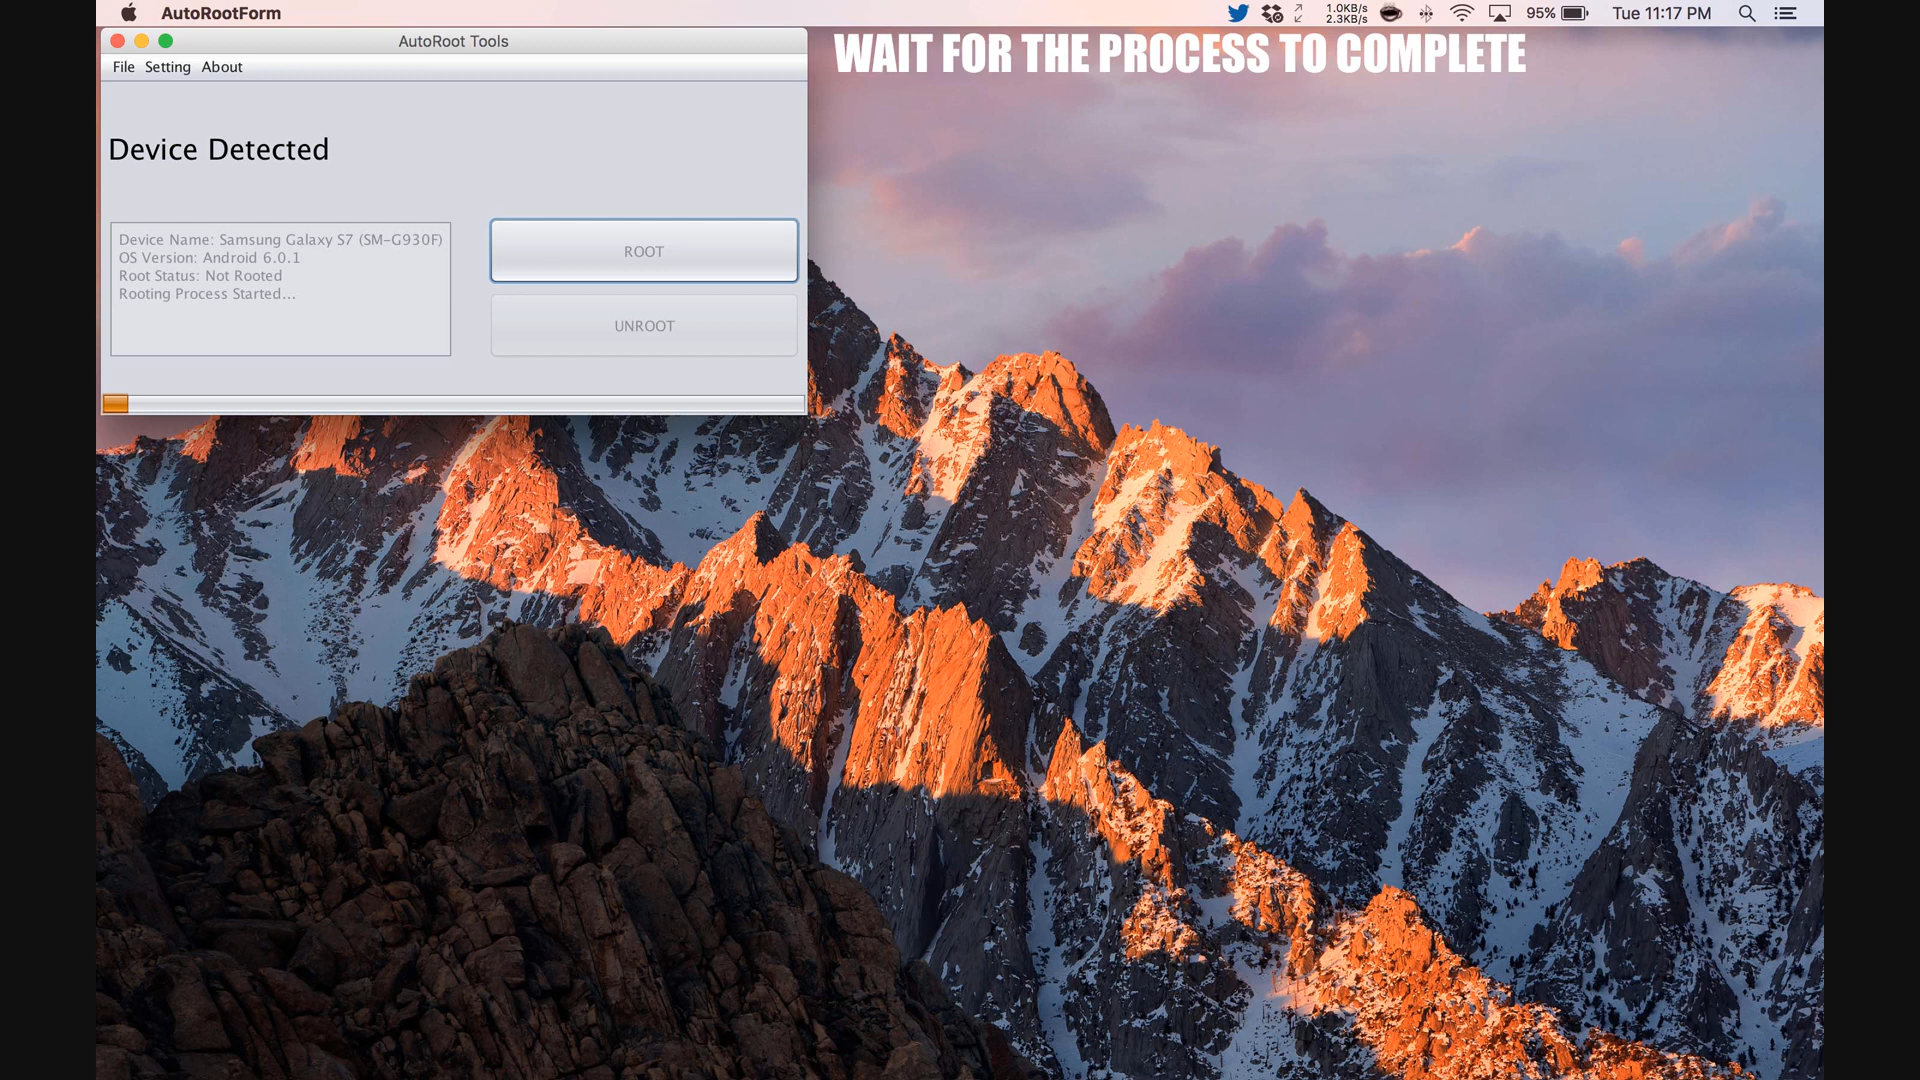 AutoRootForm
1.0KB/s
2.3KB/s
95%
Tue 11:17 PM
AutoRoot Tools
WAIT FOR THE PROCESS TO COMPLETE
File Setting About
Device Detected
Device Name: Samsung Galaxy S7 (SM-G930F)
OS Version: Android 6.0.1
Root Status: Not Rooted
Rooting Process Started...
ROOT
UNROOT